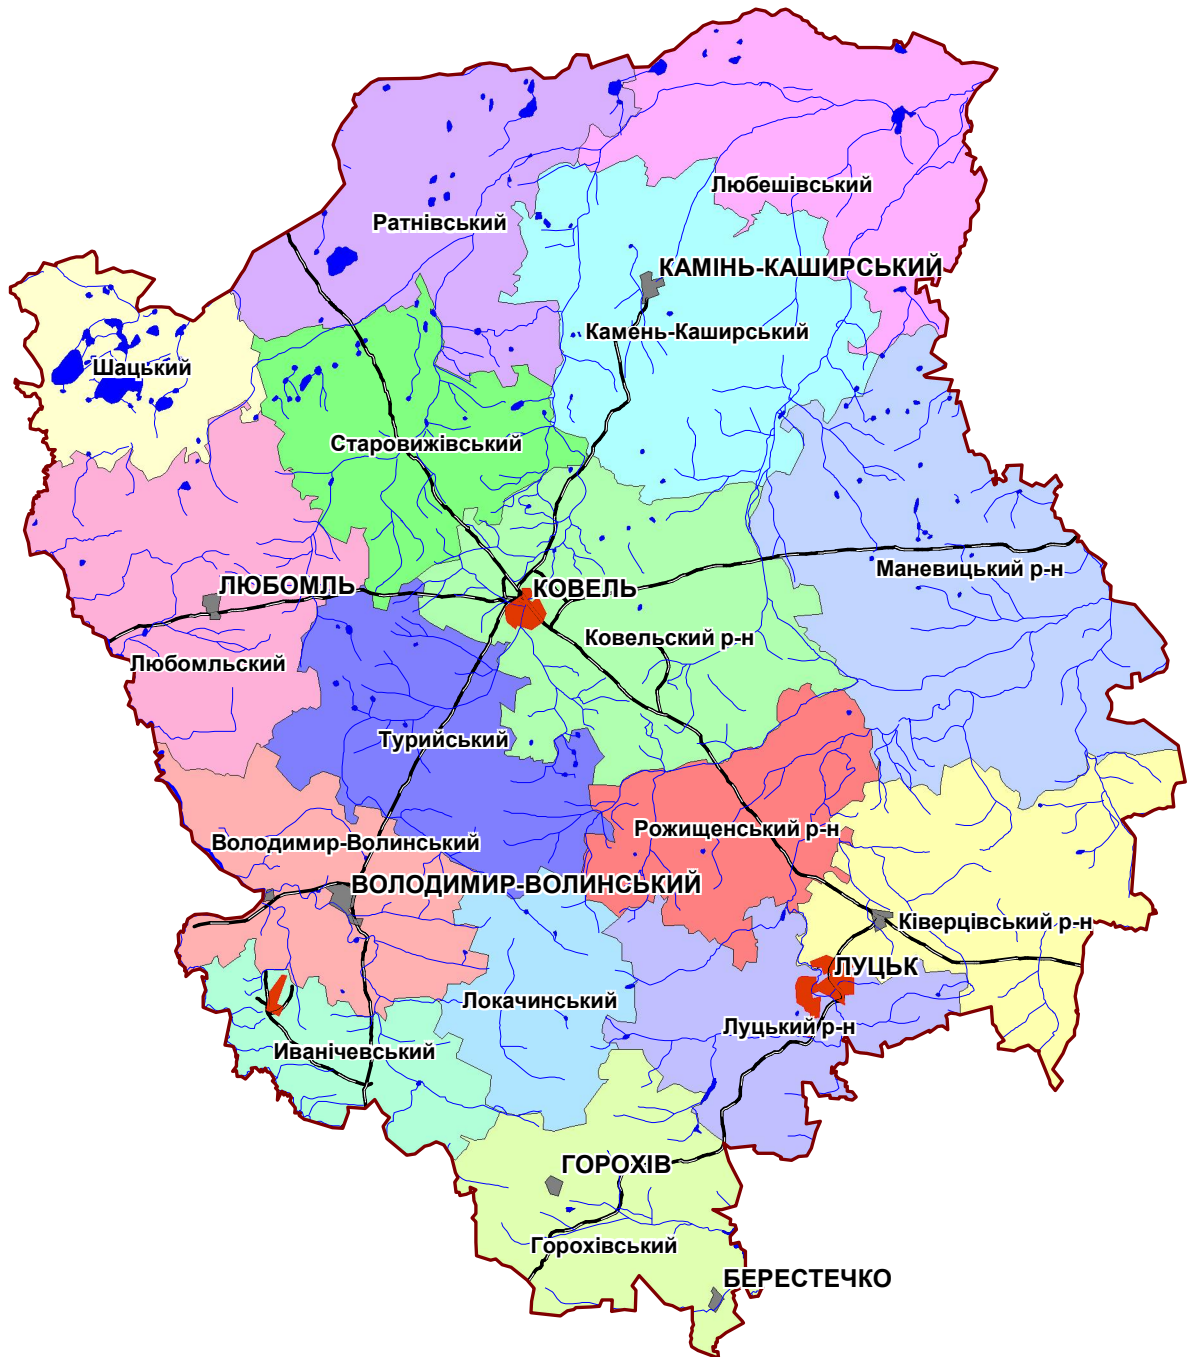 Любешівський
Ратнівський
КАМІНЬ-КАШИРСЬКИЙ
Камень-Каширський
Шацький
Старовижівський
Маневицький р-н
ЛЮБОМЛЬ
КОВЕЛЬ
Ковельский р-н
Любомльский
Турийський
Рожищенський р-н
Володимир-Волинський
ВОЛОДИМИР-ВОЛИНСЬКИЙ
Ківерцівський р-н
ЛУЦЬК
Локачинський
Луцький р-н
Иванічевський
ГОРОХІВ
Горохівський
БЕРЕСТЕЧКО